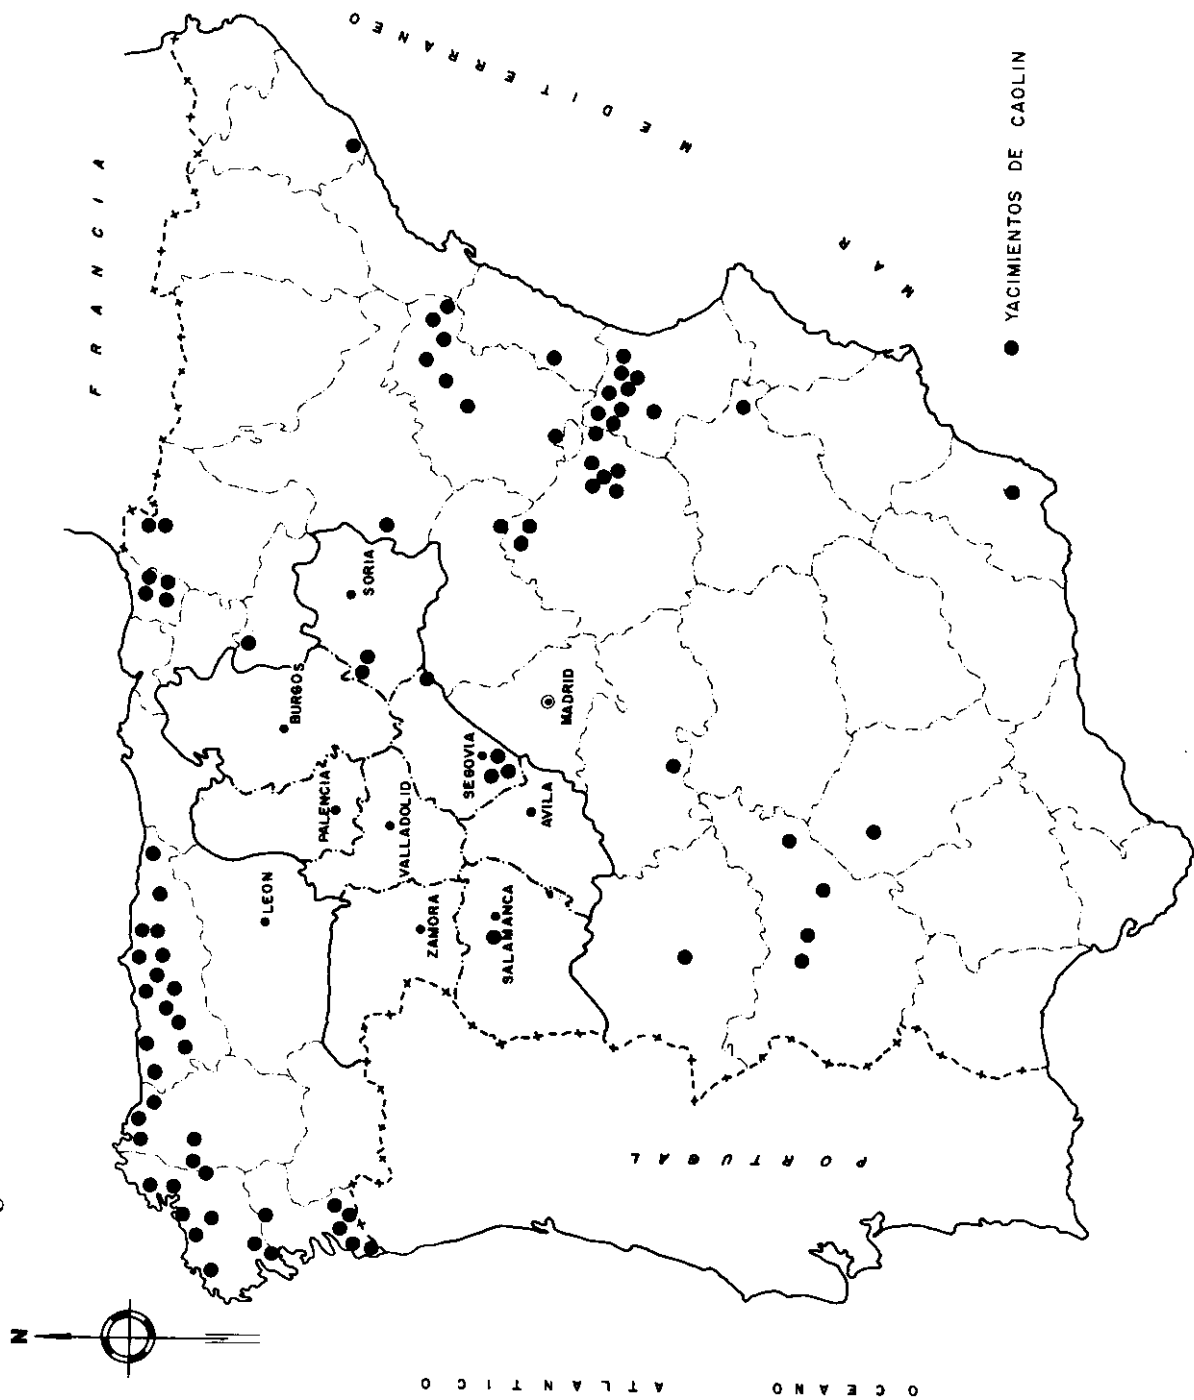 N
FRANCIA
MAR MEDITERRANEO
OCEANO ATLANTICO
PORTUGAL
LEON
PALENCIA
BURGOS
SORIA
ZAMORA
VALLADOLID
SEGOVIA
SALAMANCA
AVILA
MADRID
YACIMIENTOS DE CAOLIN